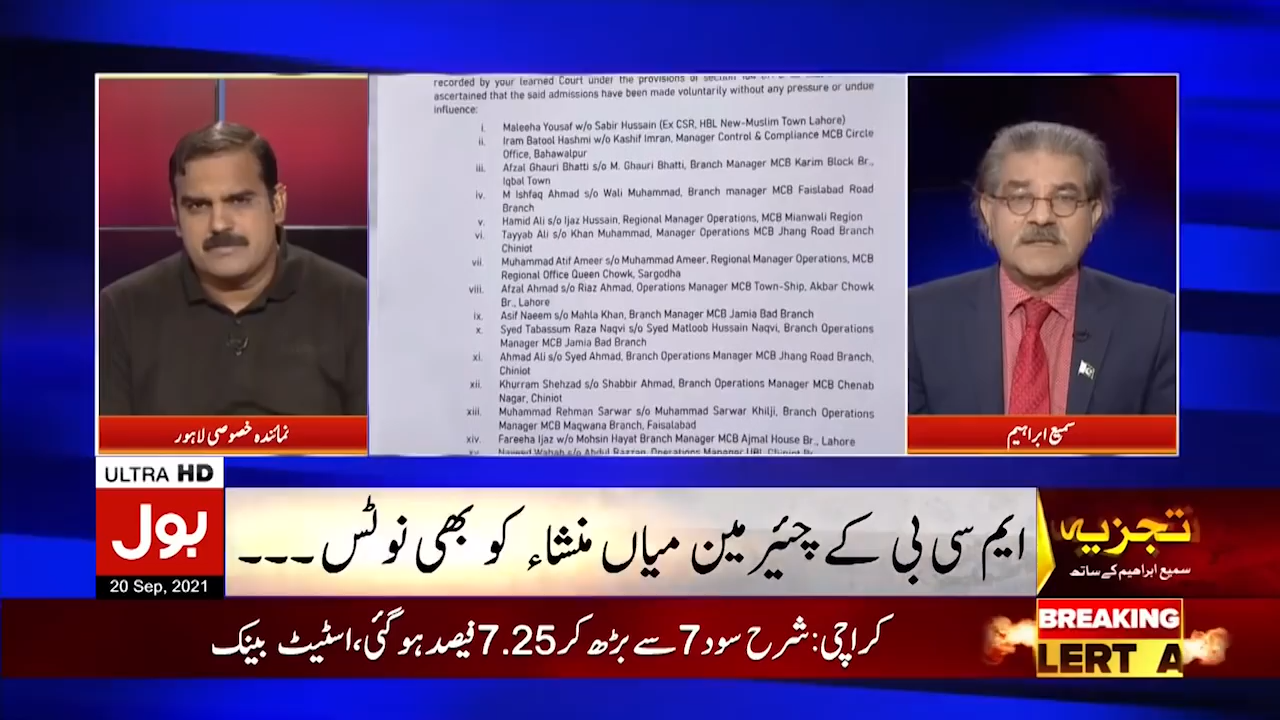 recorded by your learned Court under the provisions of section
ascertained that the said admissions have been made voluntarily without any pressure or undue
influence:
i. Maleeha Yousaf w/o Sabir Hussain (Ex CSR, HBL New-Muslim Town Lahore)
ii. Iram Batool Hashmi w/o Kashif Imran, Manager Control & Compliance MCB Circle
Office, Bahawalpur
iii. Afzal Ghauri Bhatti s/o M. Ghauri Bhatti, Branch Manager MCB Karim Block Br.,
Iqbal Town
iv. M Ishfaq Ahmad s/o Wali Muhammad, Branch manager MCB Faislabad Road
Branch
v. Hamid Ali s/o Ijaz Hussain, Regional Manager Operations, MCB Mianwali Region
vi. Tayyab Ali s/o Khan Muhammad, Manager Operations MCB Jhang Road Branch
Chiniot
vii. Muhammad Atif Ameer s/o Muhammad Ameer, Regional Manager Operations, MCB
Regional Office Queen Chowk, Sargodha
viii. Afzal Ahmad s/o Riaz Ahmad, Operations Manager MCB Town-Ship, Akbar Chowk
Br., Lahore
ix. Asif Naeem s/o Mahla Khan, Branch Manager MCB Jamia Bad Branch
x. Syed Tabassum Raza Naqvi s/o Syed Matloob Hussain Naqvi, Branch Operations
Manager MCB Jamia Bad Branch
xi. Ahmad Ali s/o Syed Ahmad, Branch Operations Manager MCB Jhang Road Branch,
Chiniot
xii. Khurram Shehzad s/o Shabbir Ahmad, Branch Operations Manager MCB Chenab
Nagar, Chiniot
xiii. Muhammad Rehman Sarwar s/o Muhammad Sarwar Khilji, Branch Operations
Manager MCB Maqwana Branch, Faisalabad
xiv. Fareeha Ijaz w/o Mohsin Hayat Branch Manager MCB Ajmal House Br., Lahore
نمائندہ خصوصی لاہور
سمیع ابراہیم
ULTRA HD
بول
20 Sep, 2021
ایم سی بی کے چئیرمین میاں منشاء کو بھی نوٹس ۔۔۔
تجزیہ
سمیع ابراہیم کے ساتھ
کراچی: شرح سود 7 سے بڑھ کر 7.25 فیصد ہوگئی، اسٹیٹ بینک
BREAKING
LERT A